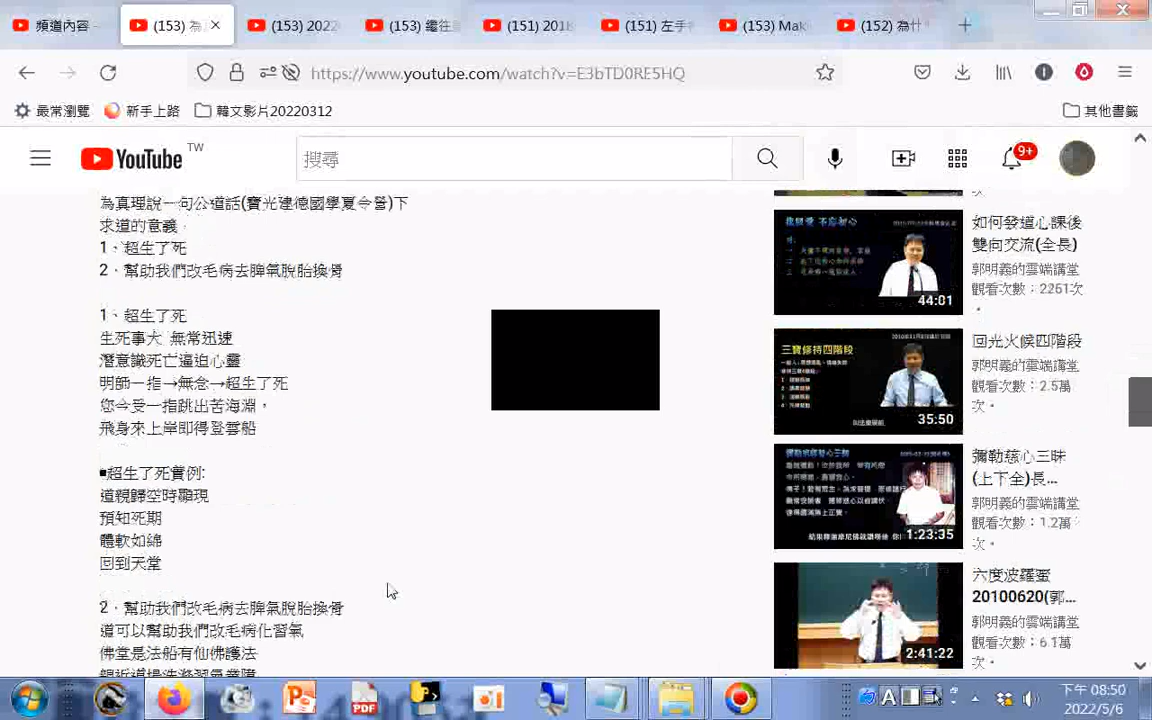 頻道內容
(153) 為
(153) 2022
(153) 繼往
(151) 2018
(151) 左手
(153) Mak
(152) 為什
https://www.youtube.com/watch?v=E3bTD0RE5HQ
最常瀏覽
新手上路
韓文影片20220312
其他書籤
YouTube TW
搜尋
9+
為真理說一句公道話(寶光建德國學夏令營)下
求道的意義
1、超生了死
2．幫助我們改毛病去脾氣脫胎換骨
1、超生了死
生死事大 無常迅速
潛意識死亡逼迫心靈
明師一指→無念→超生了死
您今受一指跳出苦海淵，
飛身來上岸即得登雲船
■超生了死實例:
道親歸空時顯現
預知死期
體軟如綿
回到天堂
2．幫助我們改毛病去脾氣脫胎換骨
道可以幫助我們改毛病化習氣
佛堂是法船有仙佛護法
44:01
如何發道心課後
雙向交流(全長)
郭明義的雲端講堂
觀看次數：2261次
三寶修持四階段
35:50
回光火候四階段
郭明義的雲端講堂
觀看次數：2.5萬
次。
1:23:35
彌勒慈心三昧
(上下全)長...
郭明義的雲端講堂
觀看次數：1.2萬
次。
2:41:22
六度波羅蜜
20100620(郭...
郭明義的雲端講堂
觀看次數：6.1萬
次。
PDF
A
下午 08:50
2022/5/6